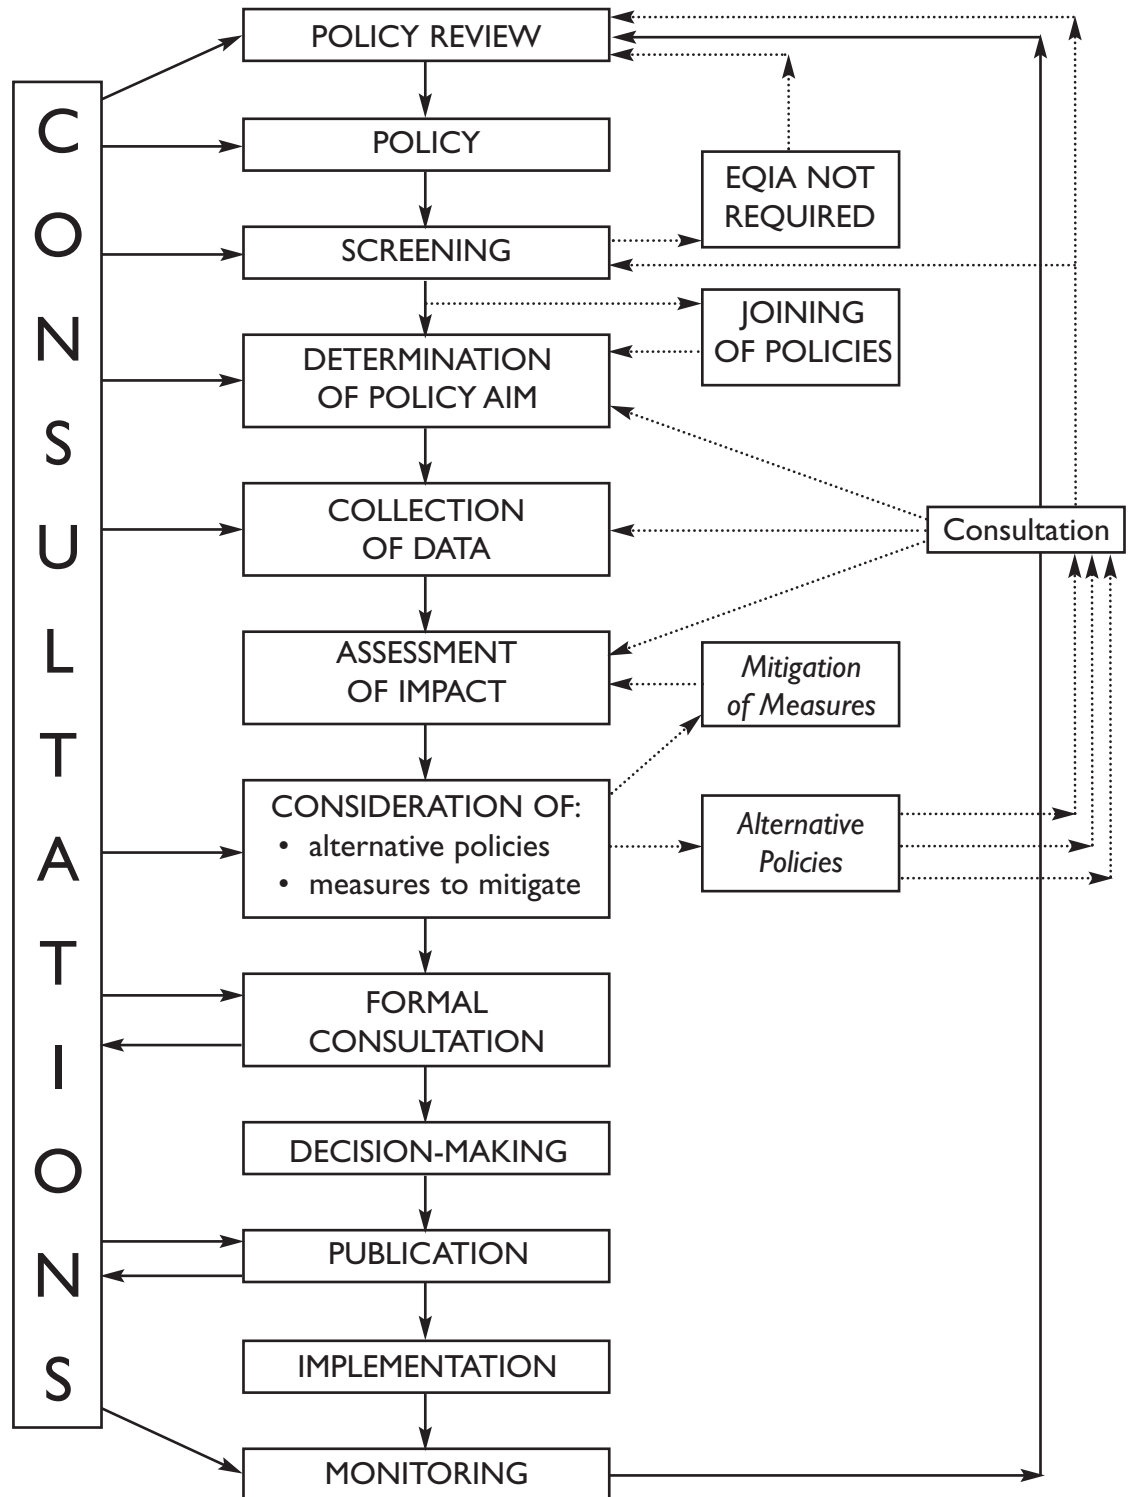 CONSULTATIONS
POLICY REVIEW
POLICY
EQIA NOT
REQUIRED
SCREENING
JOINING
OF POLICIES
DETERMINATION
OF POLICY AIM
COLLECTION
OF DATA
Consultation
ASSESSMENT
OF IMPACT
Mitigation
of Measures
CONSIDERATION OF:
• alternative policies
• measures to mitigate
Alternative
Policies
FORMAL
CONSULTATION
DECISION-MAKING
PUBLICATION
IMPLEMENTATION
MONITORING